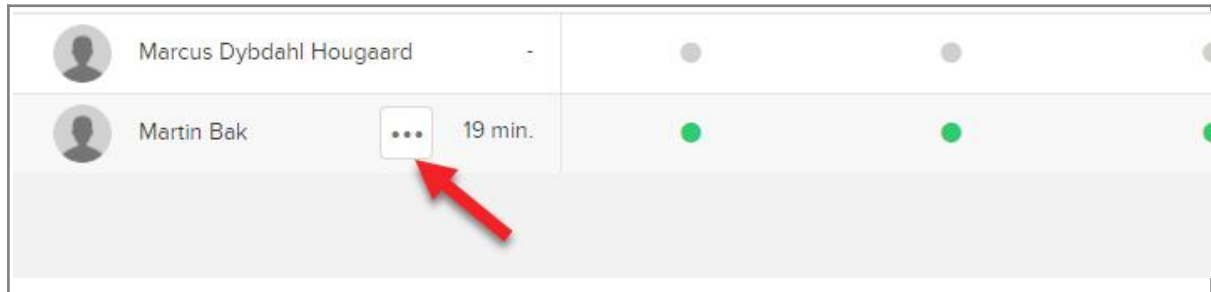 Marcus Dybdahl Hougaard -
Martin Bak ••• 19 min.